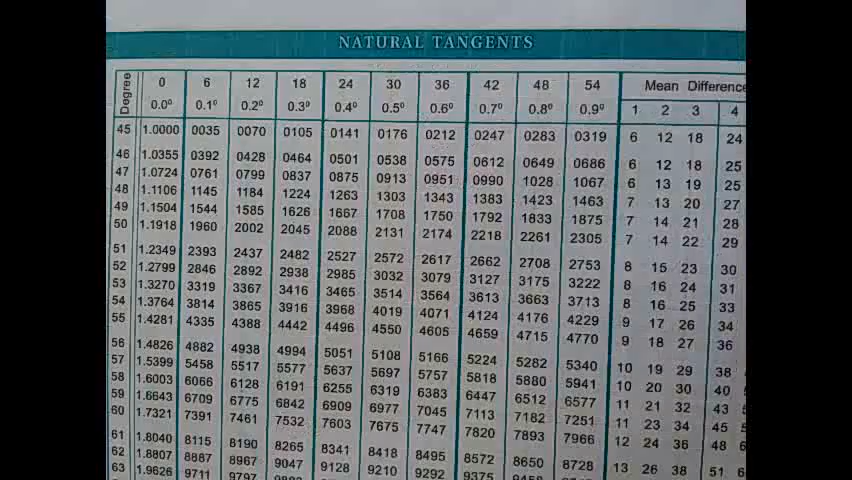 NATURAL TANGENTS
Degree 0 6 12 18 24 30 36 42 48 54 Mean Difference
0.0⁰ 0.1⁰ 0.2⁰ 0.3⁰ 0.4⁰ 0.5⁰ 0.6⁰ 0.7⁰ 0.8⁰ 0.9⁰ 1 2 3 4
45 1.0000 0035 0070 0105 0141 0176 0212 0247 0283 0319 6 12 18 24
46 1.0355 0392 0428 0464 0501 0538 0575 0612 0649 0686 6 12 18 25
47 1.0724 0761 0799 0837 0875 0913 0951 0990 1028 1067 6 13 19 25
48 1.1106 1145 1184 1224 1263 1303 1343 1383 1423 1463 7 13 20 27
49 1.1504 1544 1585 1626 1667 1708 1750 1792 1833 1875 7 14 21 28
50 1.1918 1960 2002 2045 2088 2131 2174 2218 2261 2305 7 14 22 29
51 1.2349 2393 2437 2482 2527 2572 2617 2662 2708 2753 8 15 23 30
52 1.2799 2846 2892 2938 2985 3032 3079 3127 3175 3222 8 16 24 31
53 1.3270 3319 3367 3416 3465 3514 3564 3613 3663 3713 8 16 25 33
54 1.3764 3814 3865 3916 3968 4019 4071 4124 4176 4229 9 17 26 34
55 1.4281 4335 4388 4442 4496 4550 4605 4659 4715 4770 9 18 27 36
56 1.4826 4882 4938 4994 5051 5108 5166 5224 5282 5340 10 19 29 38
57 1.5399 5458 5517 5577 5637 5697 5757 5818 5880 5941 10 20 30 40
58 1.6003 6066 6128 6191 6255 6319 6383 6447 6512 6577 11 21 32 43
59 1.6643 6709 6775 6842 6909 6977 7045 7113 7182 7251 11 23 34 45
60 1.7321 7391 7461 7532 7603 7675 7747 7820 7893 7966 12 24 36 48
61 1.8040 8115 8190 8265 8341 8418 8495 8572 8650 8728 13 26 38 51
62 1.8807 8887 8967 9047 9128 9210 9292 9375
63 1.9626 9711 9797